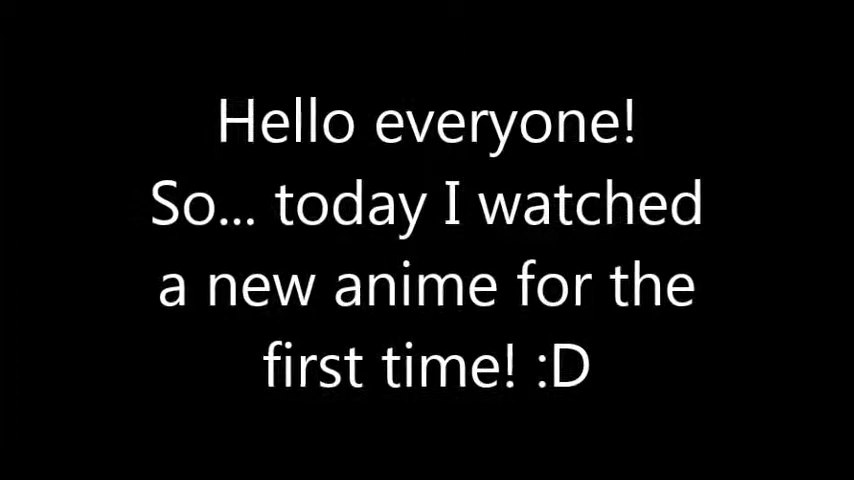 Hello everyone!
So... today I watched
a new anime for the
first time! :D